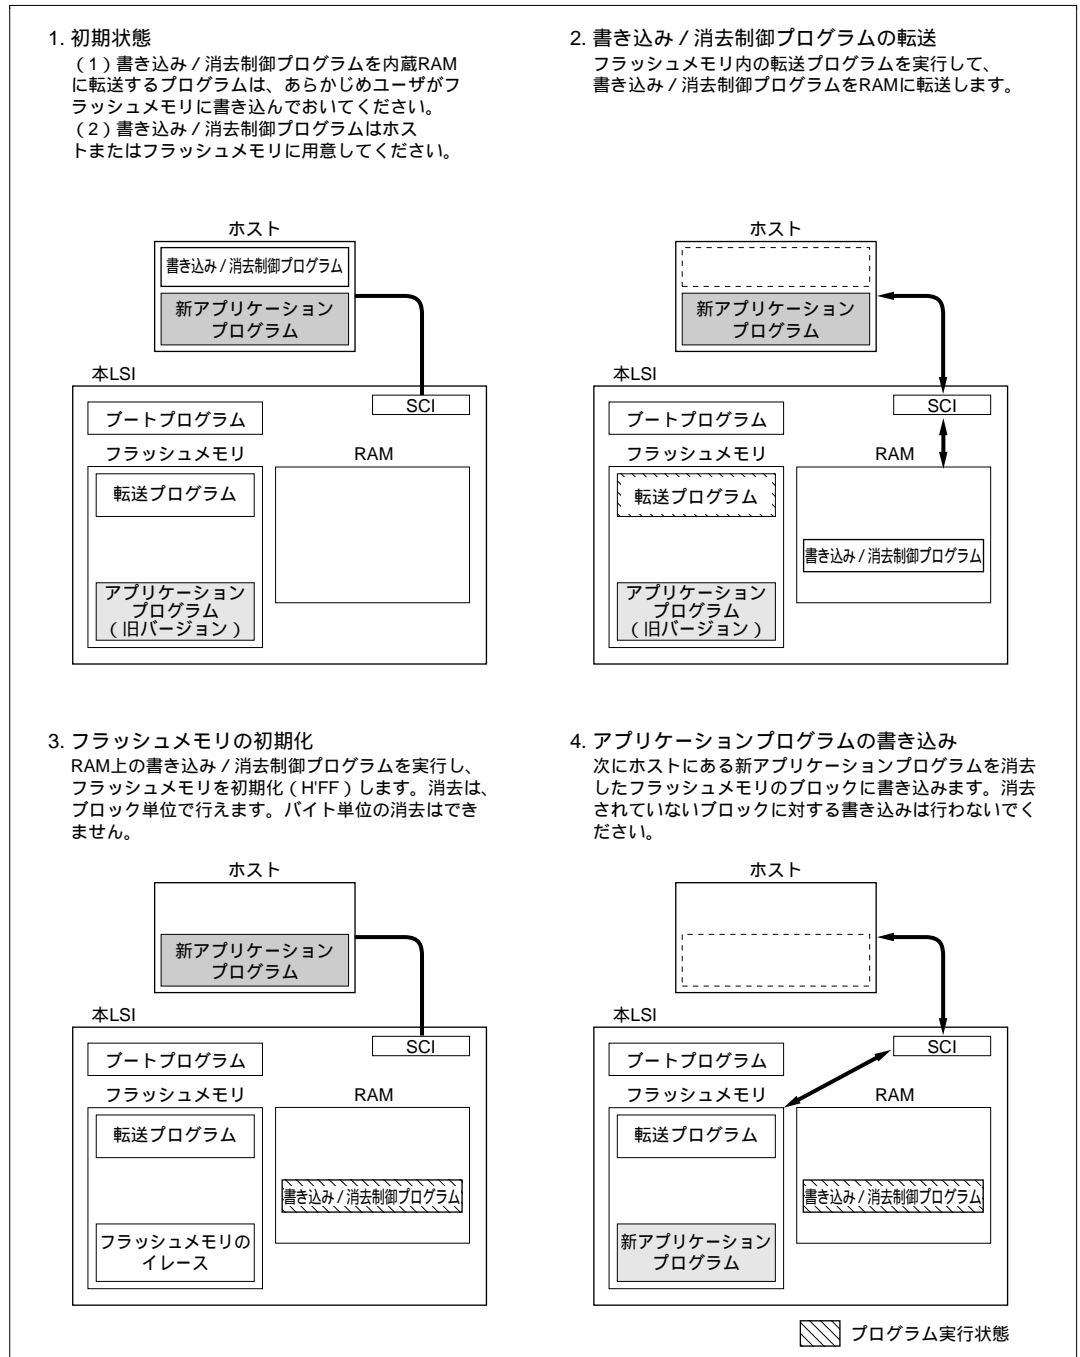 1. 初期状態
（1）書き込み / 消去制御プログラムを内蔵RAM
に転送するプログラムは、あらかじめユーザがフ
ラッシュメモリに書き込んでおいてください。
（2）書き込み / 消去制御プログラムはホス
トまたはフラッシュメモリに用意してください。
ホスト
書き込み / 消去制御プログラム
新アプリケーション
プログラム
本LSI
SCI
ブートプログラム
フラッシュメモリ
RAM
転送プログラム
アプリケーション
プログラム
（旧バージョン）
2. 書き込み / 消去制御プログラムの転送
フラッシュメモリ内の転送プログラムを実行して、
書き込み / 消去制御プログラムをRAMに転送します。
ホスト
新アプリケーション
プログラム
本LSI
SCI
ブートプログラム
フラッシュメモリ
RAM
転送プログラム
書き込み / 消去制御プログラム
アプリケーション
プログラム
（旧バージョン）
3. フラッシュメモリの初期化
RAM上の書き込み / 消去制御プログラムを実行し、
フラッシュメモリを初期化（H'FF）します。消去は、
ブロック単位で行えます。バイト単位の消去はでき
ません。
ホスト
新アプリケーション
プログラム
本LSI
SCI
ブートプログラム
フラッシュメモリ
RAM
転送プログラム
書き込み / 消去制御プログラム
フラッシュメモリの
イレース
4. アプリケーションプログラムの書き込み
次にホストにある新アプリケーションプログラムを消去
したフラッシュメモリのブロックに書き込みます。消去
されていないブロックに対する書き込みは行わないでく
ださい。
ホスト
本LSI
SCI
ブートプログラム
フラッシュメモリ
RAM
転送プログラム
書き込み / 消去制御プログラム
新アプリケーション
プログラム
プログラム実行状態